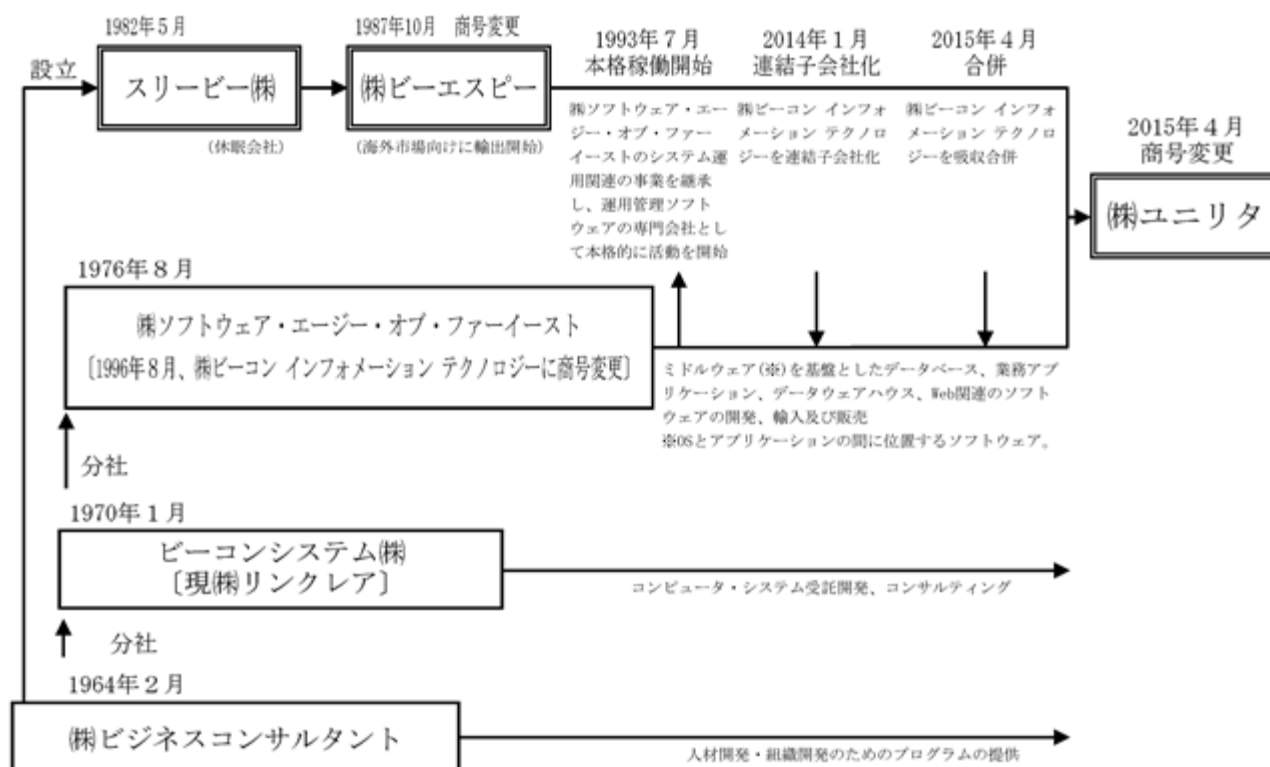 1982年5月
1987年10月 商号変更
1993年7月
本格稼働開始
2014年1月
連結子会社化
2015年4月
合併
設立
スリービー㈱
㈱ビーエスピー
(休眠会社)
(海外市場向けに輸出開始)
㈱ソフトウェア・エー
ジー・オブ・ファー
イーストのシステム運
用関連の事業を継承
し、運用管理ソフト
ウェアの専門会社とし
て本格的に活動を開始
㈱ビーコン インフォ
メーション テクノロ
ジーを連結子会社化
㈱ビーコン インフォ
メーション テクノロ
ジーを吸収合併
2015年4月
商号変更
㈱ユニリタ
1976年8月
㈱ソフトウェア・エージー・オブ・ファーイースト
〔1996年8月、㈱ビーコン インフォメーション テクノロジーに商号変更〕
ミドルウェア(※)を基盤としたデータベース、業務アプ
リケーション、データウェアハウス、Web関連のソフト
ウェアの開発、輸入及び販売
※OSとアプリケーションの間に位置するソフトウェア。
分社
1970年1月
ビーコンシステム㈱
〔現㈱リンクレア〕
コンピュータ・システム受託開発、コンサルティング
分社
1964年2月
㈱ビジネスコンサルタント
人材開発・組織開発のためのプログラムの提供